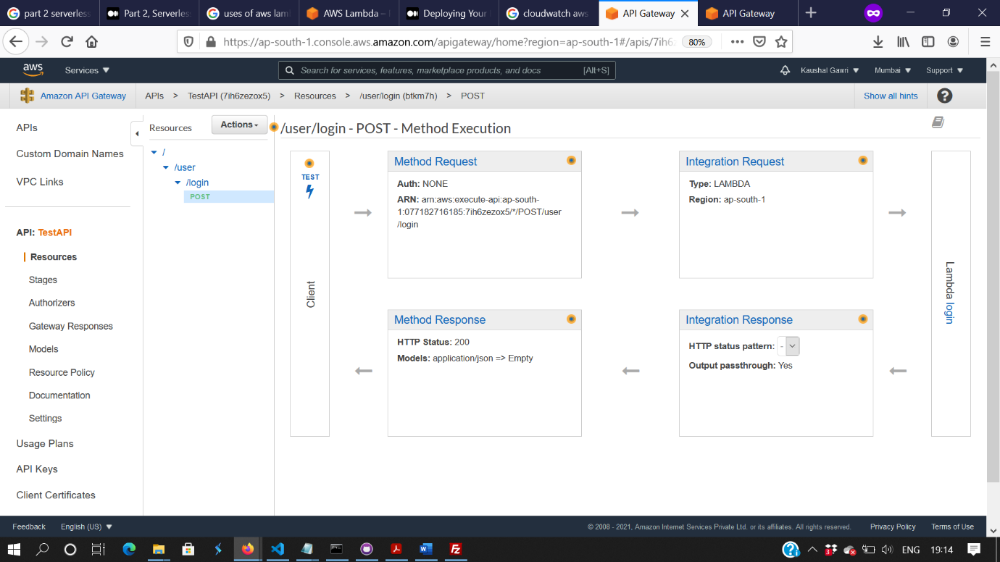 part 2 serverless
Part 2, Serverless
uses of aws lam
AWS Lambda –
Deploying Your
cloudwatch aws
API Gateway
API Gateway
https://ap-south-1.console.aws.amazon.com/apigateway/home?region=ap-south-1#/apis/7ih6z
80%
aws
Services
Search for services, features, marketplace products, and docs
[Alt+S]
Kaushal Gawri
Mumbai
Support
Amazon API Gateway
APIs > TestAPI (7ih6zezox5) > Resources > /user/login (btkm7h) > POST
Show all hints
?
APIs
Custom Domain Names
VPC Links
API: TestAPI
Resources
Stages
Authorizers
Gateway Responses
Models
Resource Policy
Documentation
Settings
Usage Plans
API Keys
Client Certificates
Resources
Actions
/
/user
/login
POST
/user/login - POST - Method Execution
TEST
Client
Method Request
Auth: NONE
ARN: arn:aws:execute-api:ap-south-
1:077182716185:7ih6zezox5/*/POST/user
/login
Integration Request
Type: LAMBDA
Region: ap-south-1
Lambda login
Method Response
HTTP Status: 200
Models: application/json => Empty
Integration Response
HTTP status pattern: -
Output passthrough: Yes
Feedback
English (US)
© 2008 - 2021, Amazon Internet Services Private Ltd. or its affiliates. All rights reserved.
Privacy Policy
Terms of Use
3
ENG
19:14